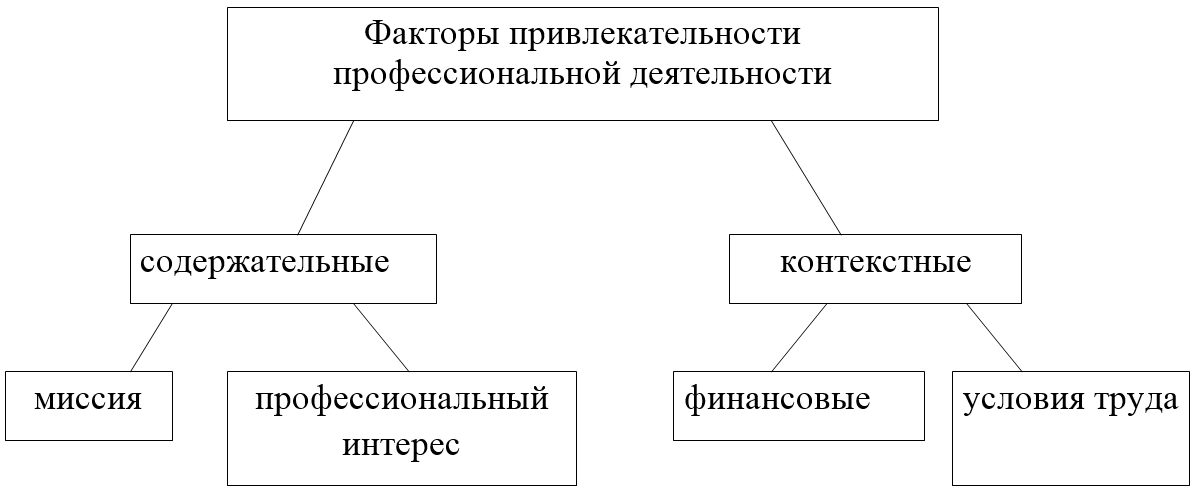 Факторы привлекательности
профессиональной деятельности
содержательные
контекстные
миссия
профессиональный
интерес
финансовые
условия труда